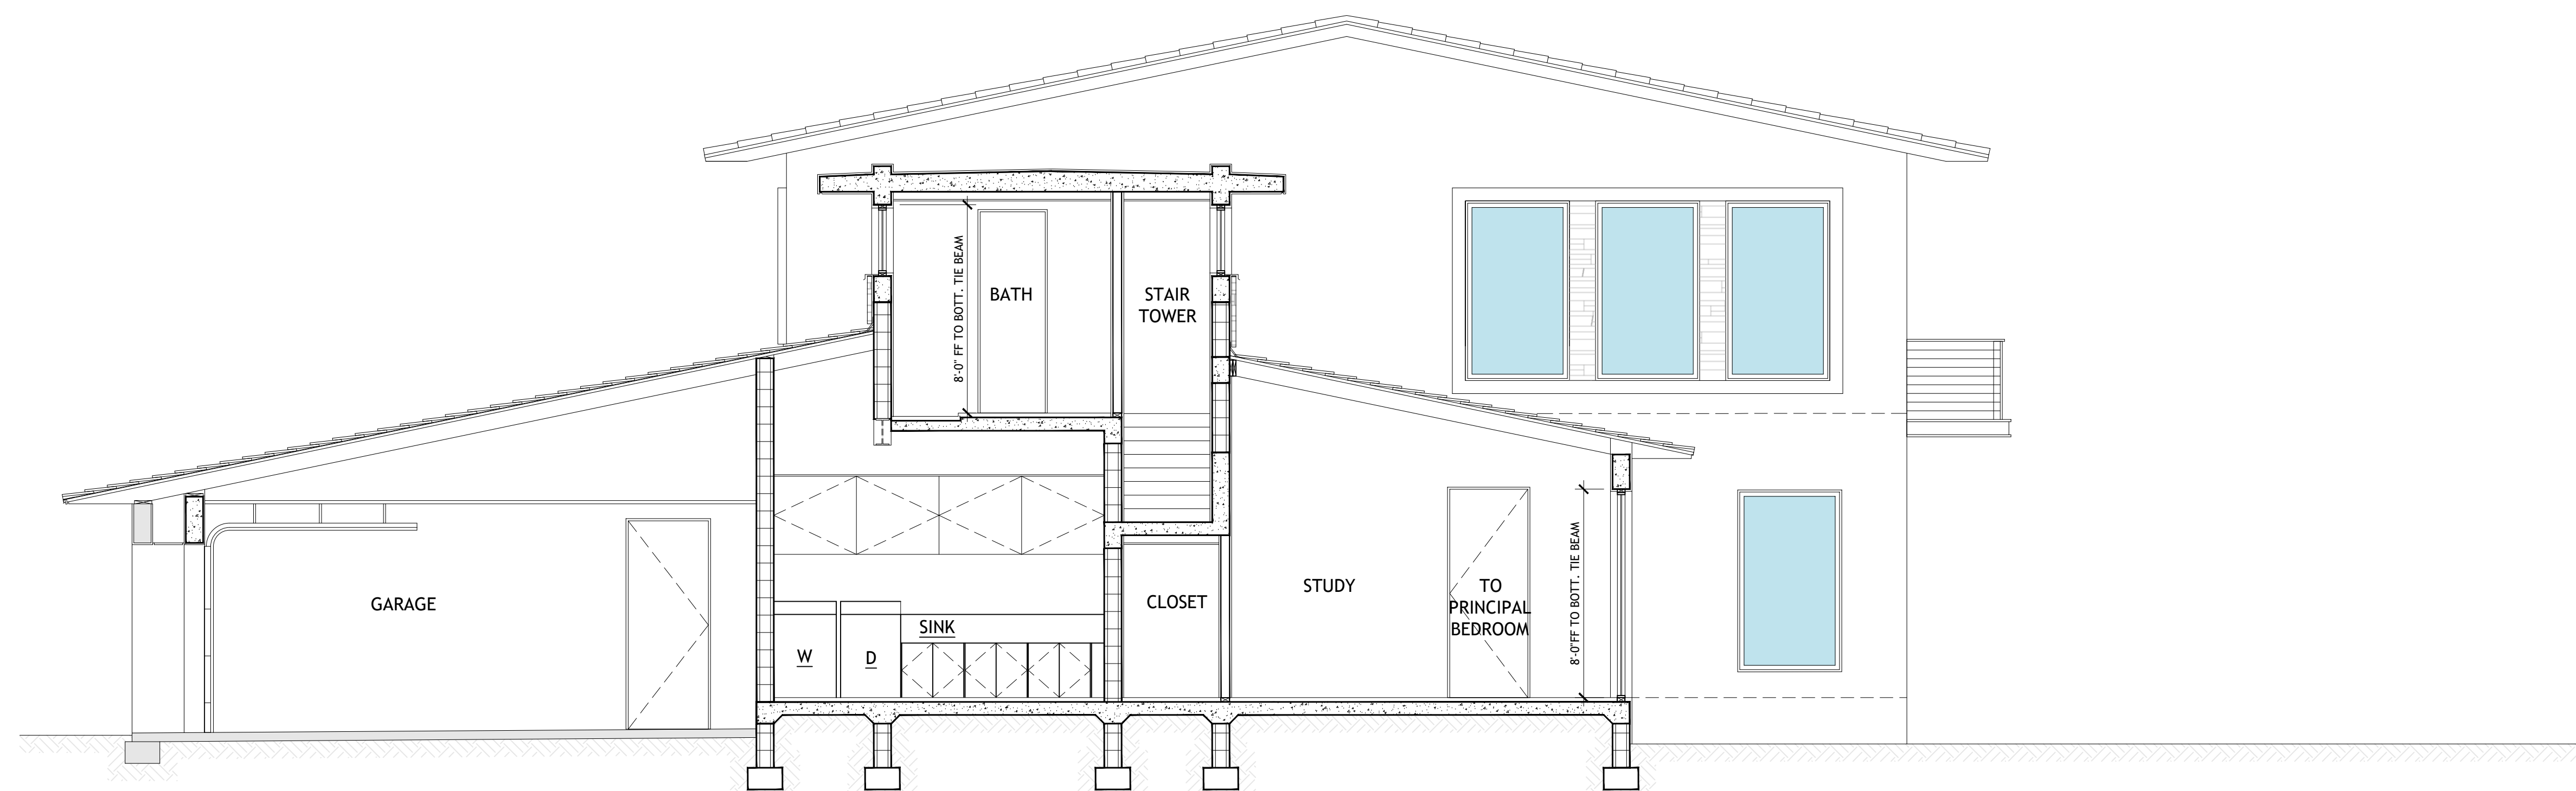 8'-0" FF TO BOTT. TIE BEAM
BATH
STAIR
TOWER
GARAGE
W
D
SINK
CLOSET
STUDY
TO
PRINCIPAL
BEDROOM
8'-0"FF TO BOTT. TIE BEAM